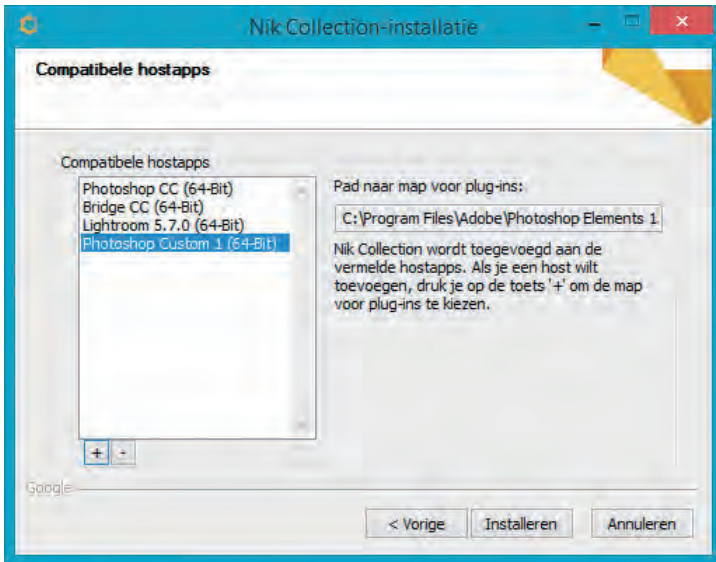 Nik Collection-installatie
Compatibele hostapps
Compatibele hostapps
Photoshop CC (64-Bit)
Bridge CC (64-Bit)
Lightroom 5.7.0 (64-Bit)
Photoshop Custom 1 (64-Bit)
+ -
Pad naar map voor plug-ins:
C:\Program Files\Adobe\Photoshop Elements 1
Nik Collection wordt toegevoegd aan de
vermelde hostapps. Als je een host wilt
toevoegen, druk je op de toets '+' om de map
voor plug-ins te kiezen.
Google
< Vorige Installeren Annuleren